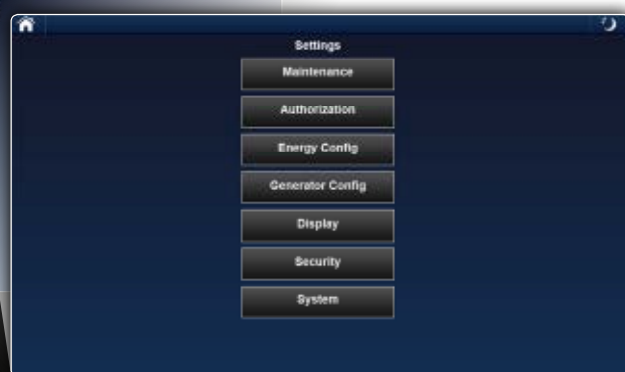 Settings
Maintenance
Authorization
Energy Config
Generator Config
Display
Security
System